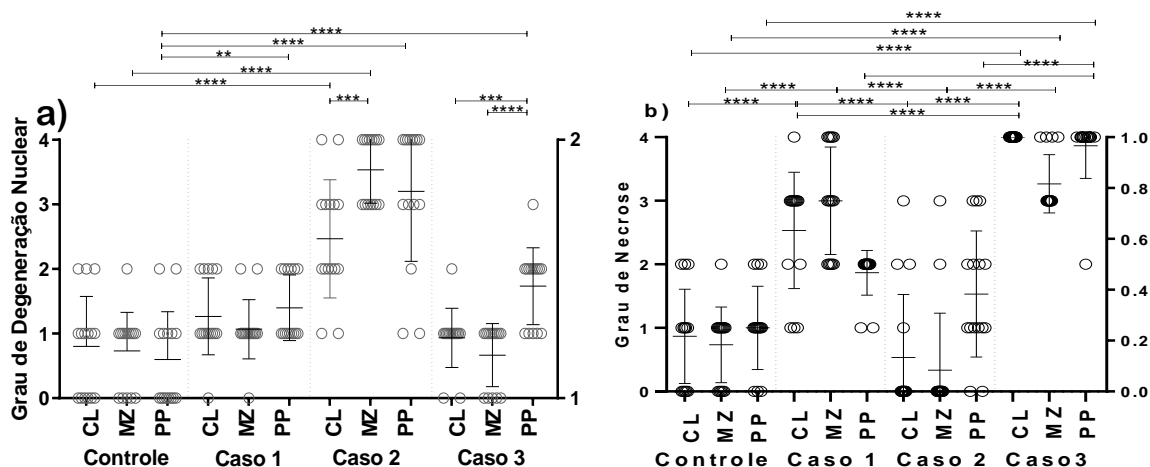 ****
****
**
****
****
***
***
****
a)
Grau de Degeneração Nuclear
4
3
2
1
0
2
1
CL
MZ
PP
CL
MZ
PP
CL
MZ
PP
CL
MZ
PP
Controle
Caso 1
Caso 2
Caso 3
****
****
****
****
****
****
****
****
****
****
****
b)
Grau de Necrose
4
3
2
1
0
1.0
0.8
0.6
0.4
0.2
0.0
CL
MZ
PP
CL
MZ
PP
CL
MZ
PP
CL
MZ
PP
Controle
Caso 1
Caso 2
Caso3